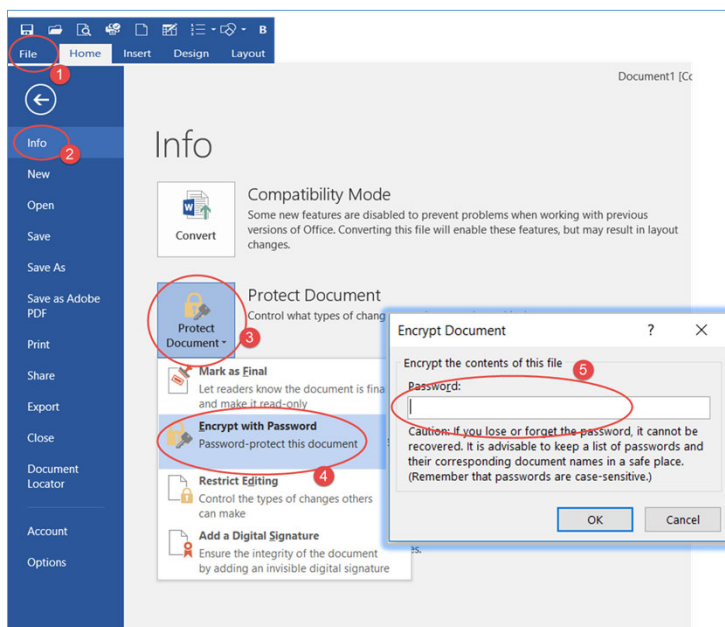 B
File Home Insert Design Layout
1
Document1 [Co
Info
2
New
Open
Save
Save As
Save as Adobe
PDF
Print
Share
Export
Close
Document
Locator
Account
Options
Info
Convert
Compatibility Mode
Some new features are disabled to prevent problems when working with previous
versions of Office. Converting this file will enable these features, but may result in layout
changes.
Protect
Document
3
Protect Document
Control what types of chang
Mark as Final
Let readers know the document is fina
and make it read-only
Encrypt with Password
Password-protect this document
4
Restrict Editing
Control the types of changes others
can make
Add a Digital Signature
Ensure the integrity of the document
by adding an invisible digital signature
es.
Encrypt Document ? X
Encrypt the contents of this file
5
Password:
Caution: If you lose or forget the password, it cannot be
recovered. It is advisable to keep a list of passwords and
their corresponding document names in a safe place.
(Remember that passwords are case-sensitive.)
OK Cancel